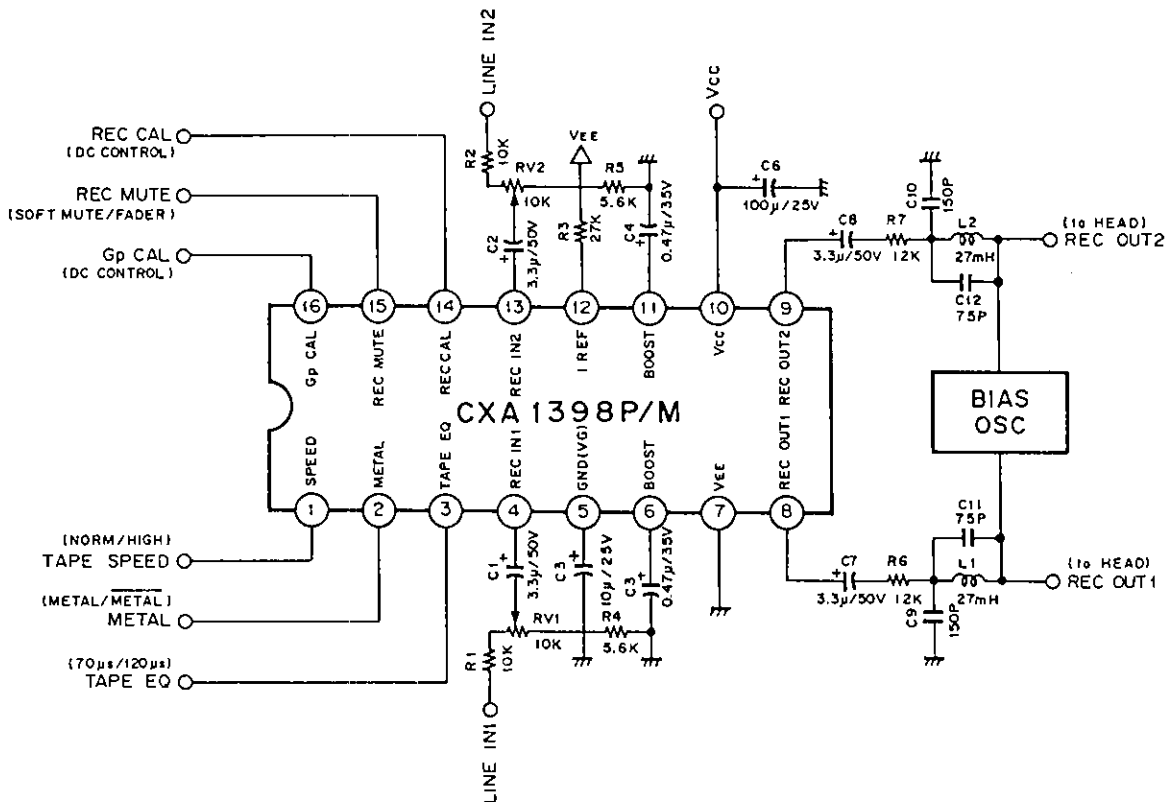 LINE IN2
VCC
REC CAL
(DC CONTROL)
REC MUTE
(SOFT MUTE/FADER)
Gp CAL
(DC CONTROL)
R2
10K
RV2
10K
VEE
R5
5.6K
C2
3.3μ/50V
R3
27K
C4
0.47μ/35V
C6
100μ/25V
C8
3.3μ/50V
R7
12K
C10
150P
L2
27mH
C12
75P
(to HEAD)
REC OUT2
16
15
14
13
12
11
10
9
Gp CAL
REC MUTE
REC CAL
REC IN2
I REF
BOOST
VCC
REC OUT2
CXA1398P/M
BIAS
OSC
SPEED
METAL
TAPE EQ
REC IN1
GND(VG)
BOOST
VEE
REC OUT1
1
2
3
4
5
6
7
8
(NORM/HIGH)
TAPE SPEED
(METAL/METAL)
METAL
(70μs/120μs)
TAPE EQ
C1
3.3μ/50V
C3
10μ/25V
C3
0.47μ/35V
R1
10K
RV1
10K
R4
5.6K
C7
3.3μ/50V
R6
12K
C11
75P
L1
27mH
C9
150P
(to HEAD)
REC OUT1
LINE IN1